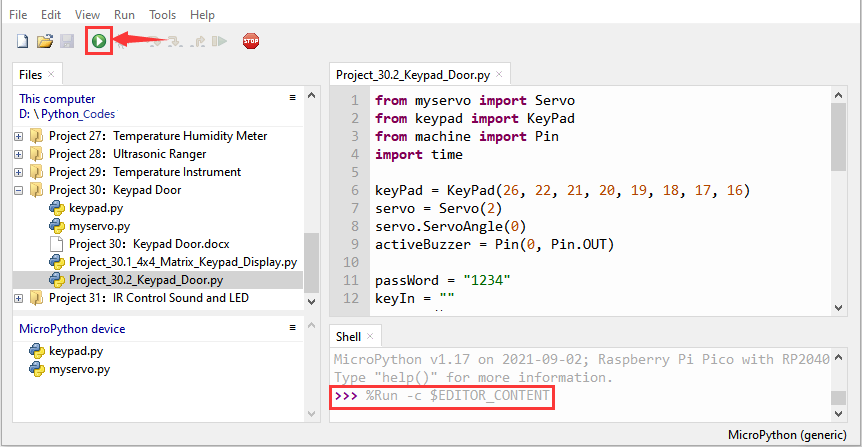 File Edit View Run Tools Help
STOP
Files ×
This computer
D: \ Python_Codes
Project 27: Temperature Humidity Meter
Project 28: Ultrasonic Ranger
Project 29: Temperature Instrument
Project 30: Keypad Door
keypad.py
myservo.py
Project 30: Keypad Door.docx
Project_30.1_4x4_Matrix_Keypad_Display.py
Project_30.2_Keypad_Door.py
Project 31: IR Control Sound and LED
MicroPython device
keypad.py
myservo.py
Project_30.2_Keypad_Door.py ×
1 from myservo import Servo
2 from keypad import KeyPad
3 from machine import Pin
4 import time
5
6 keyPad = KeyPad(26, 22, 21, 20, 19, 18, 17, 16)
7 servo = Servo(2)
8 servo.ServoAngle(0)
9 activeBuzzer = Pin(0, Pin.OUT)
10
11 passWord = "1234"
12 keyIn = ""
Shell ×
MicroPython v1.17 on 2021-09-02; Raspberry Pi Pico with RP2040
Type "help()" for more information.
>>> %Run -c $EDITOR_CONTENT
MicroPython (generic)